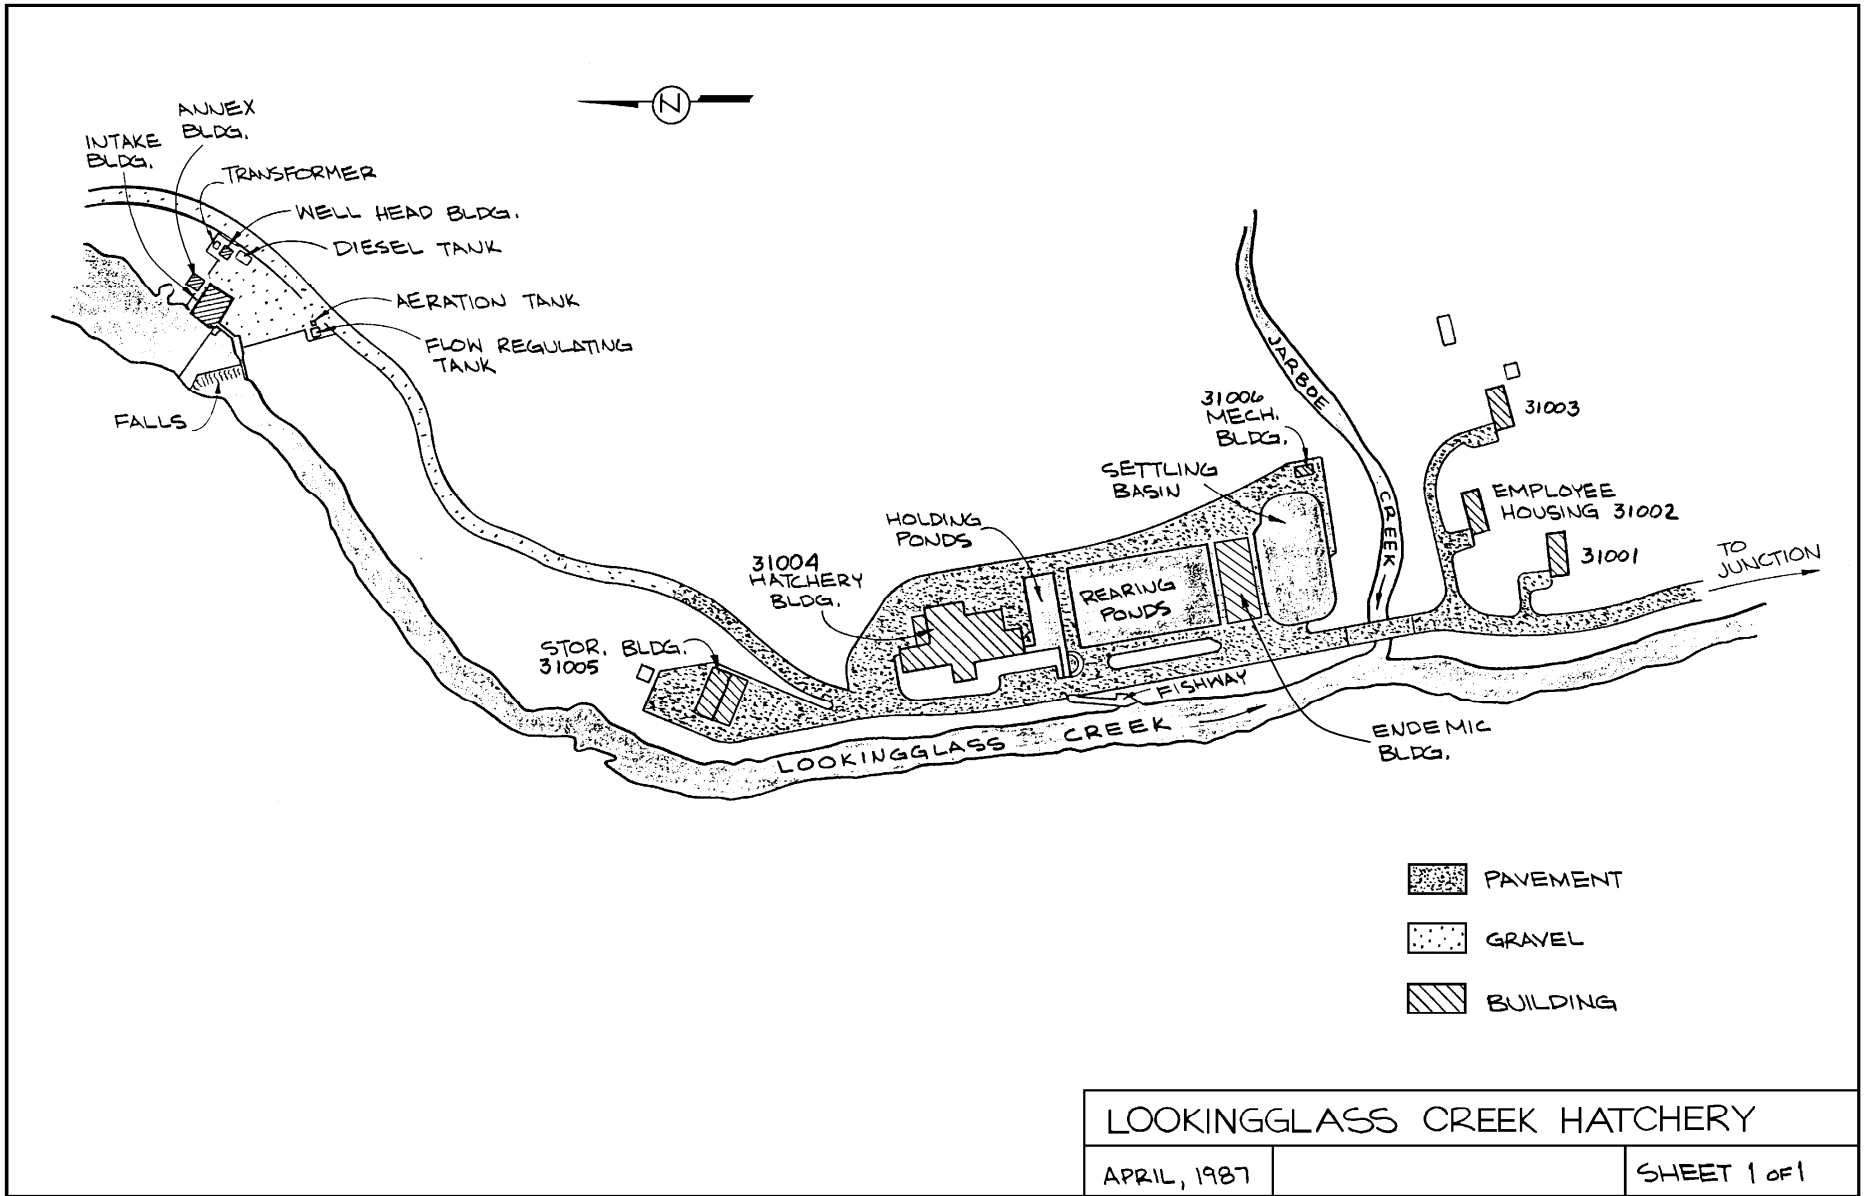 N
ANNEX
BLDG.
INTAKE
BLDG.
TRANSFORMER
WELL HEAD BLDG.
DIESEL TANK
AERATION TANK
FLOW REGULATING
TANK
FALLS
JARBOE
CREEK
31006
MECH.
BLDG.
SETTLING
BASIN
31003
EMPLOYEE
HOUSING 31002
31001
TO
JUNCTION
HOLDING
PONDS
31004
HATCHERY
BLDG.
REARING
PONDS
STOR. BLDG.
31005
FISHWAY
LOOKINGGLASS CREEK
ENDEMIC
BLDG.
PAVEMENT
GRAVEL
BUILDING
LOOKINGGLASS CREEK HATCHERY
APRIL, 1987
SHEET 1 OF 1